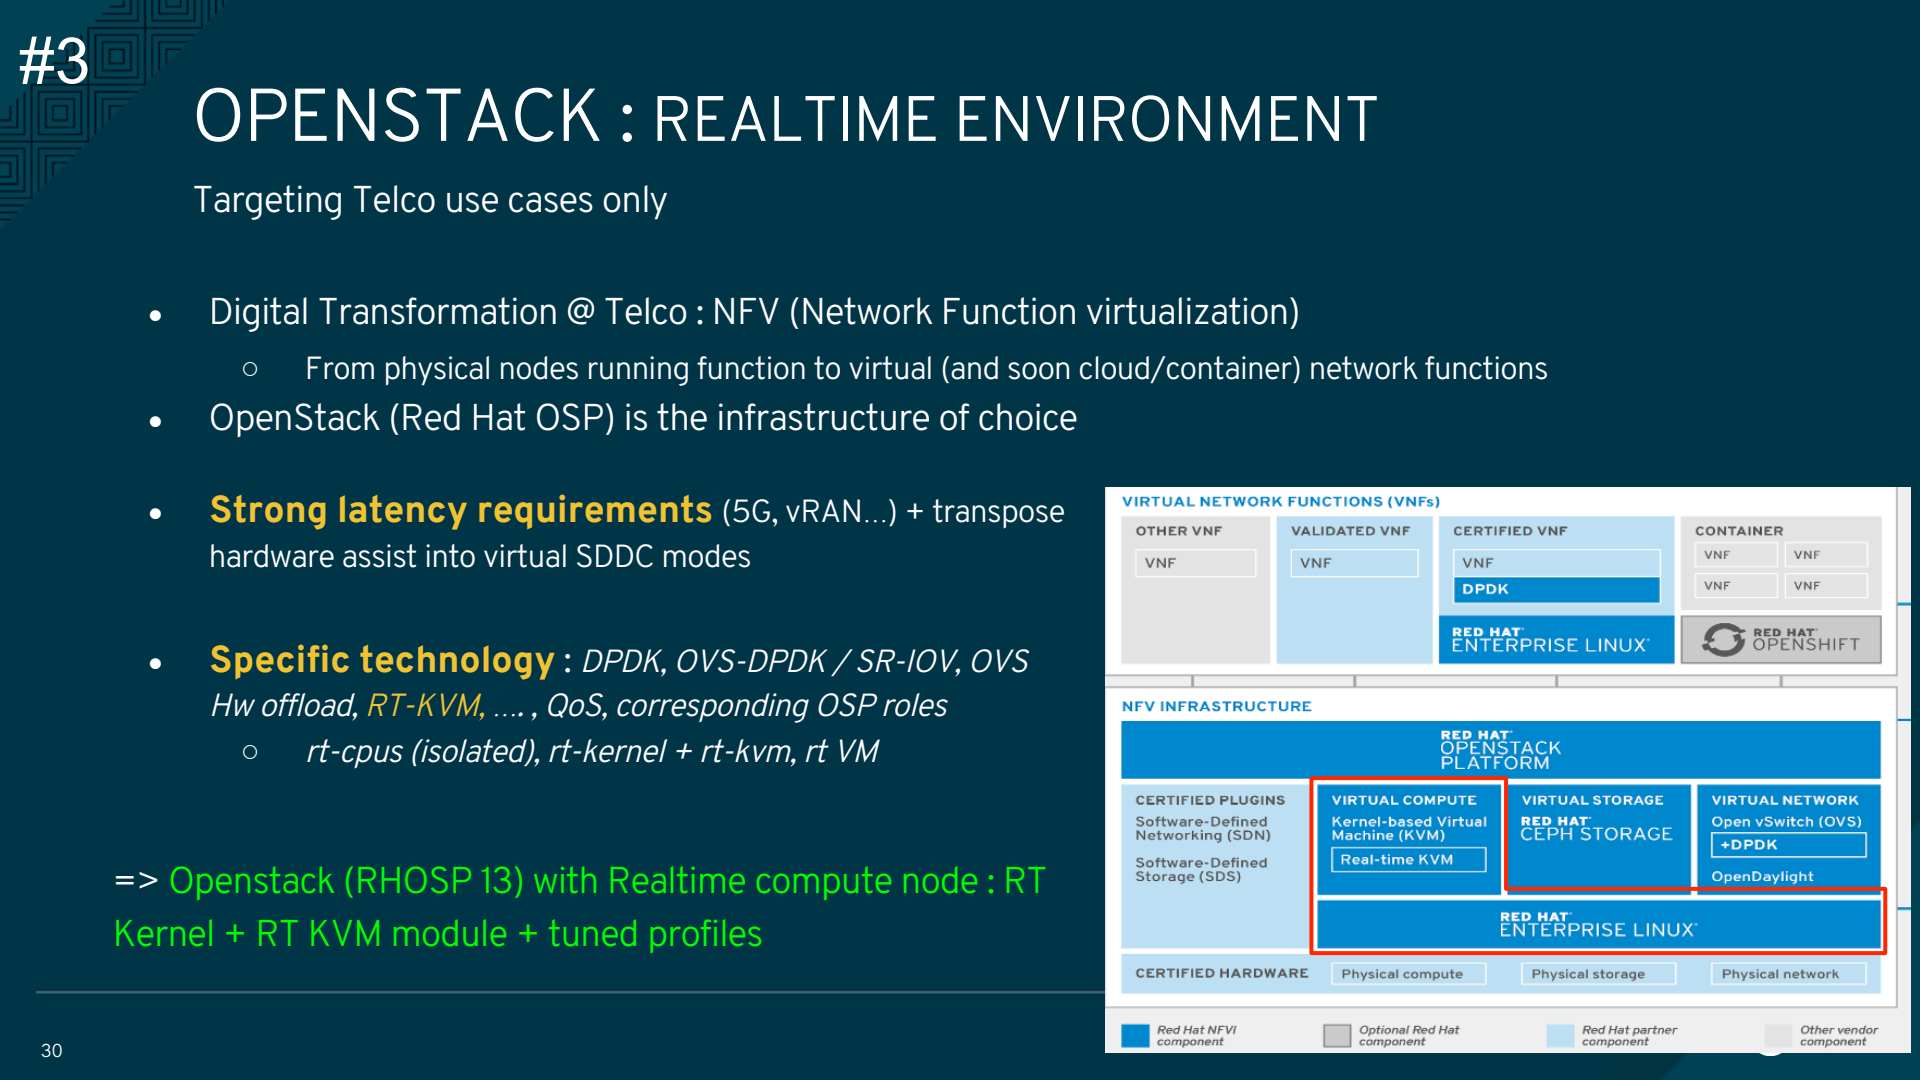 #3
OPENSTACK : REALTIME ENVIRONMENT
Targeting Telco use cases only
● Digital Transformation @ Telco : NFV (Network Function virtualization)
○ From physical nodes running function to virtual (and soon cloud/container) network functions
● OpenStack (Red Hat OSP) is the infrastructure of choice
● Strong latency requirements (5G, vRAN...) + transpose
hardware assist into virtual SDDC modes
● Specific technology : DPDK, OVS-DPDK / SR-IOV, OVS
Hw offload, RT-KVM, .... , QoS, corresponding OSP roles
○ rt-cpus (isolated), rt-kernel + rt-kvm, rt VM
=> Openstack (RHOSP 13) with Realtime compute node : RT
Kernel + RT KVM module + tuned profiles
30
VIRTUAL NETWORK FUNCTIONS (VNFs)
OTHER VNF
VNF
VALIDATED VNF
VNF
CERTIFIED VNF
VNF
DPDK
RED HAT
ENTERPRISE LINUX
CONTAINER
VNF VNF
VNF VNF
RED HAT
OPENSHIFT
NFV INFRASTRUCTURE
RED HAT
OPENSTACK
PLATFORM
CERTIFIED PLUGINS
Software-Defined
Networking (SDN)
Software-Defined
Storage (SDS)
VIRTUAL COMPUTE
Kernel-based Virtual
Machine (KVM)
Real-time KVM
VIRTUAL STORAGE
RED HAT
CEPH STORAGE
VIRTUAL NETWORK
Open vSwitch (OVS)
+DPDK
OpenDaylight
RED HAT
ENTERPRISE LINUX
CERTIFIED HARDWARE Physical compute Physical storage Physical network
Red Hat NFVI
component
Optional Red Hat
component
Red Hat partner
component
Other vendor
component